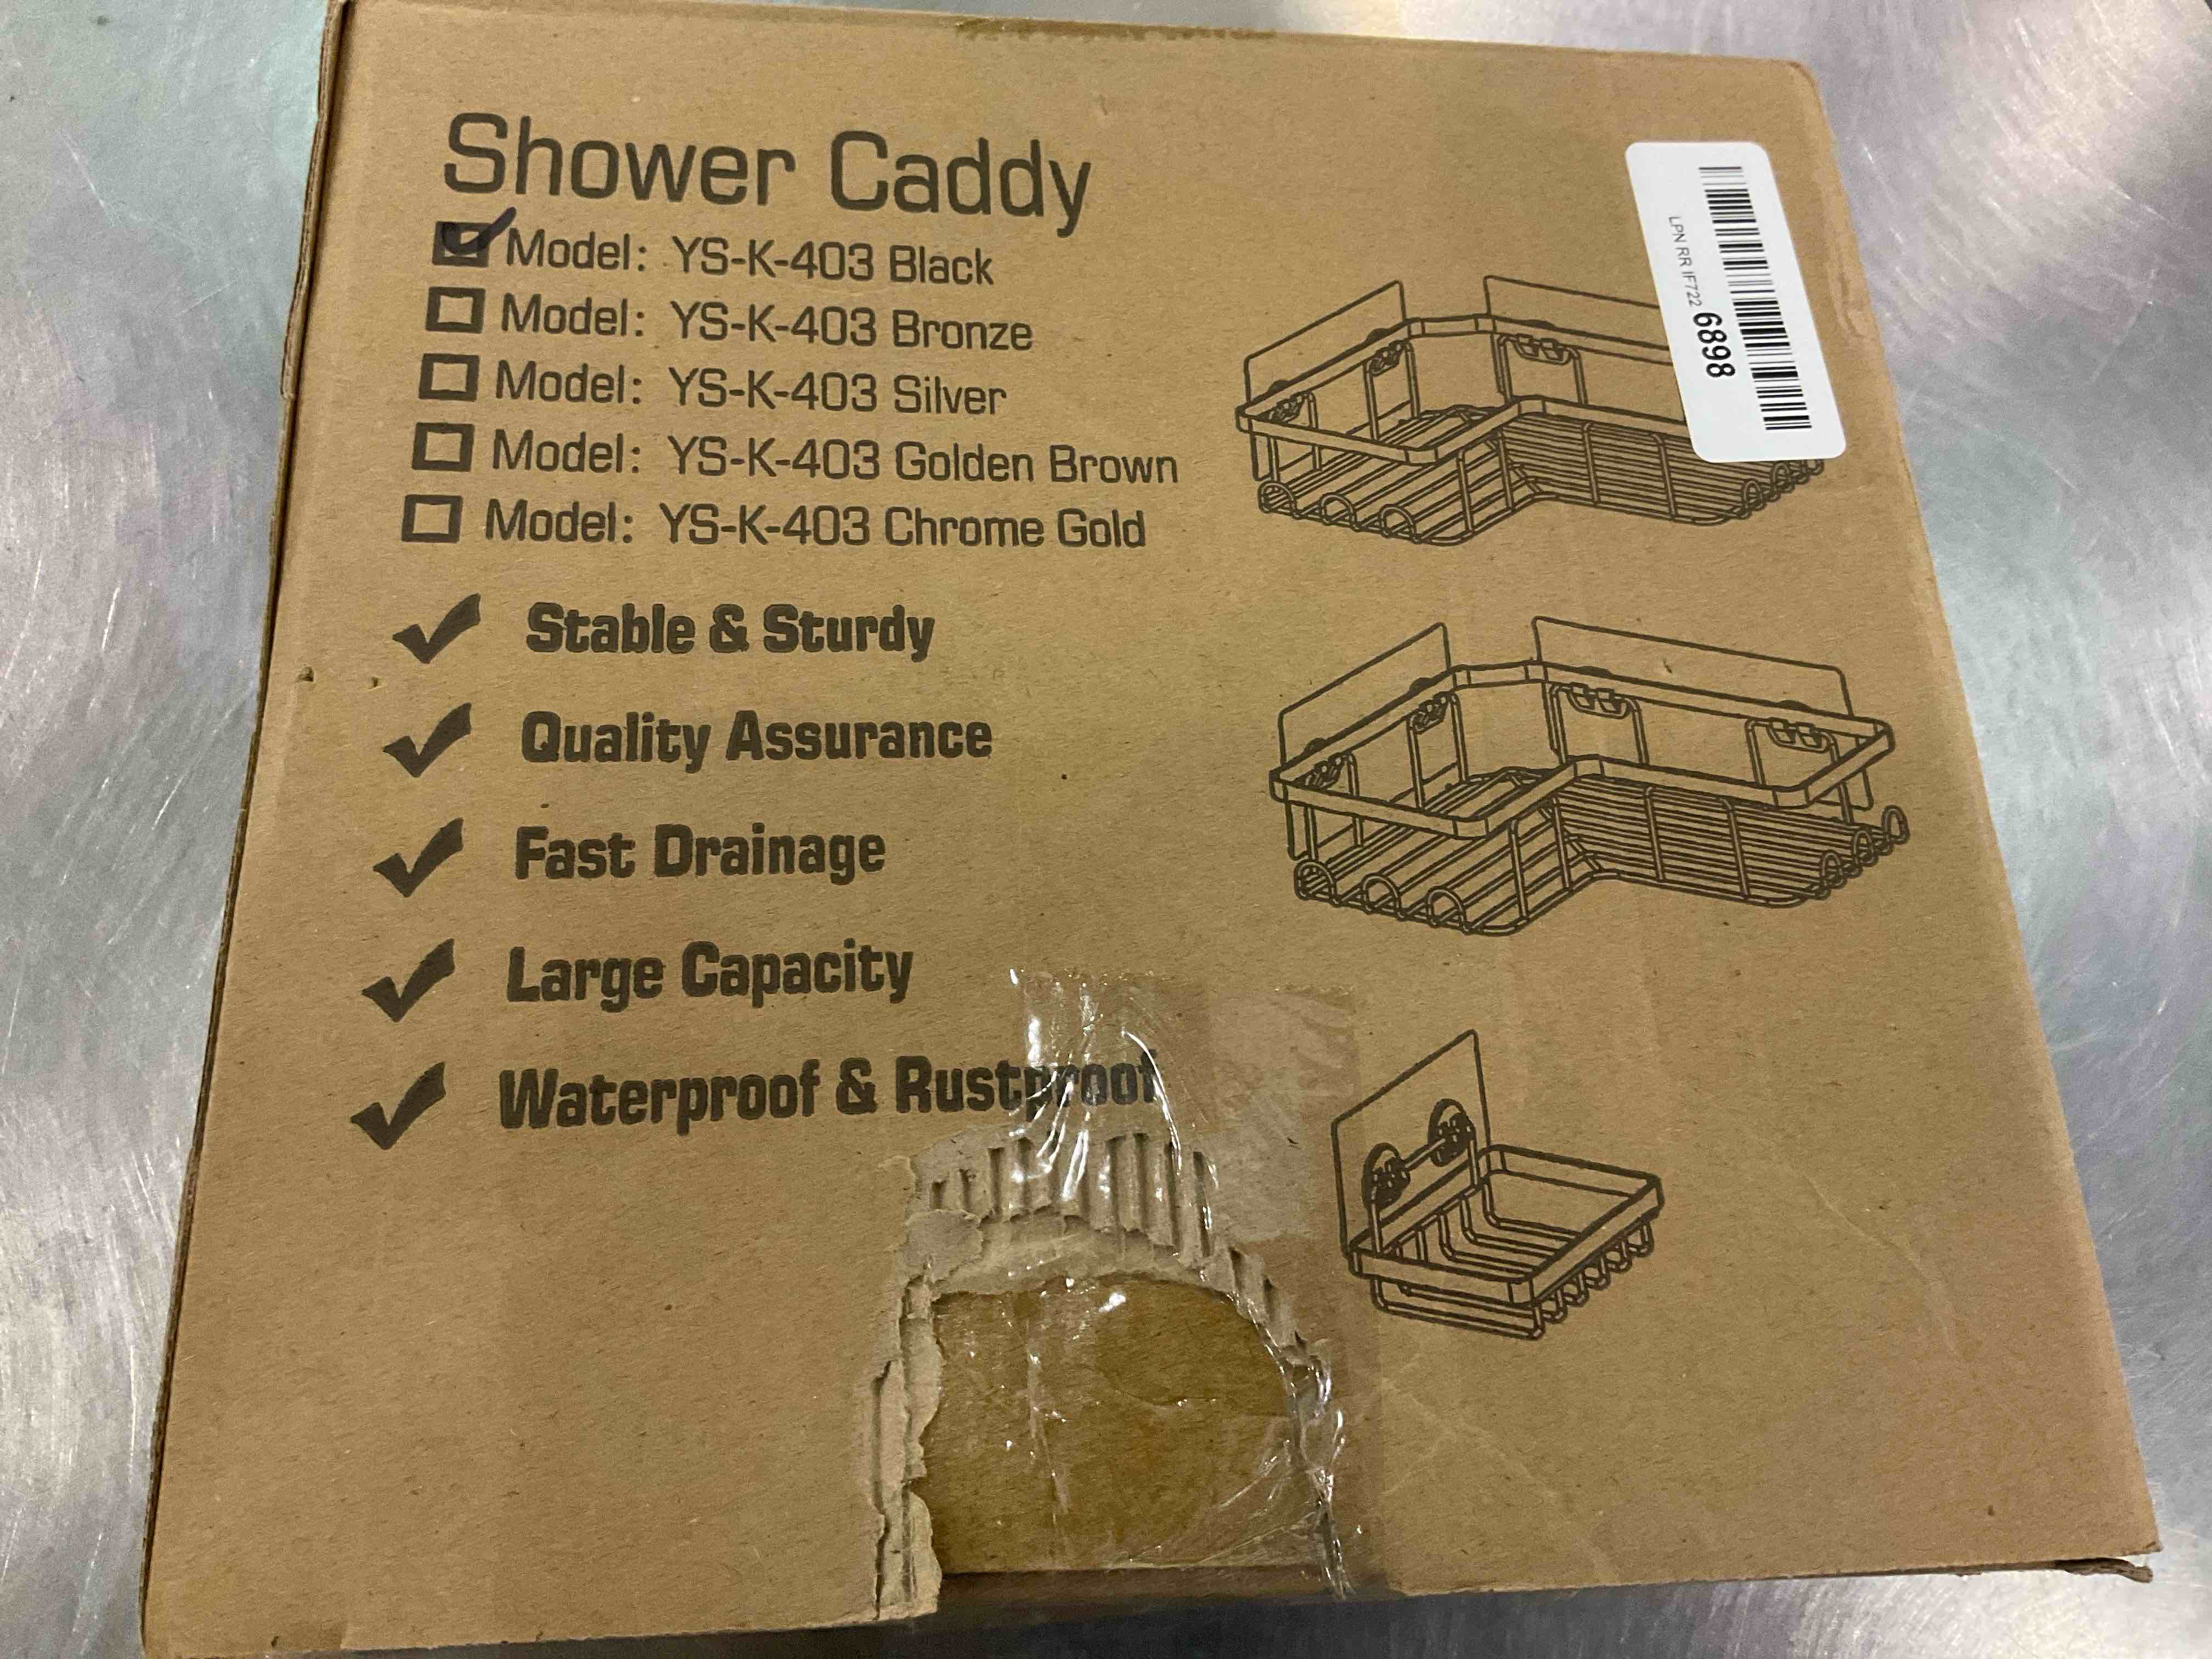 Shower Caddy
Model: YS-K-403 Black
Model: YS-K-403 Bronze
Model: YS-K-403 Silver
Model: YS-K-403 Golden Brown
Model: YS-K-403 Chrome Gold
Stable & Sturdy
Quality Assurance
Fast Drainage
Large Capacity
Waterproof & Rustproof
LPN RR IF722 6898